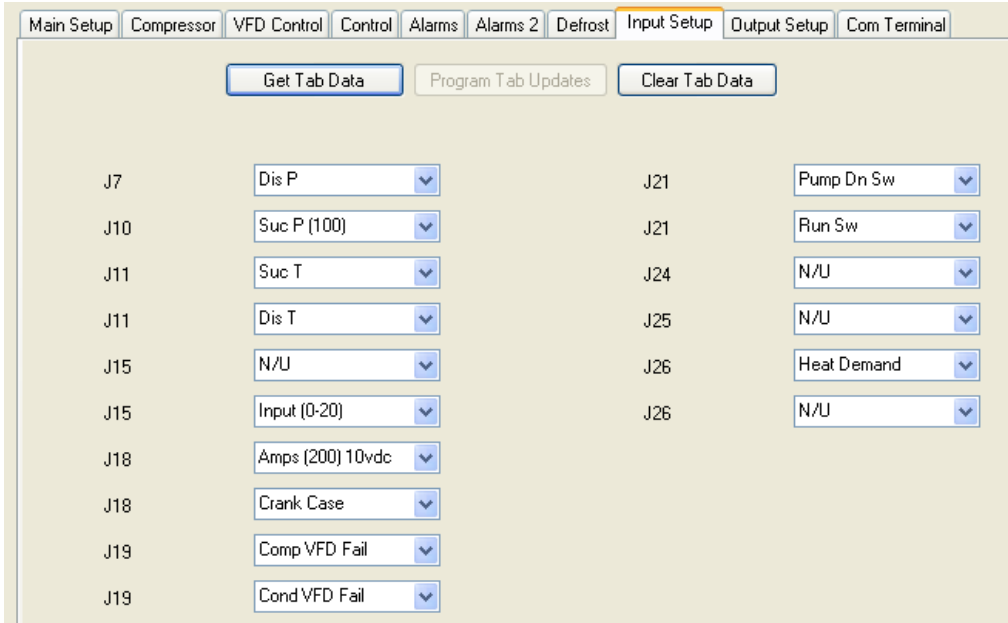 Main Setup Compressor VFD Control Control Alarms Alarms 2 Defrost Input Setup Output Setup Com Terminal
Get Tab Data Program Tab Updates Clear Tab Data
J7 Dis P J21 Pump Dn Sw
J10 Suc P (100) J21 Run Sw
J11 Suc T J24 N/U
J11 Dis T J25 N/U
J15 N/U J26 Heat Demand
J15 Input (0-20) J26 N/U
J18 Amps (200) 10vdc
J18 Crank Case
J19 Comp VFD Fail
J19 Cond VFD Fail